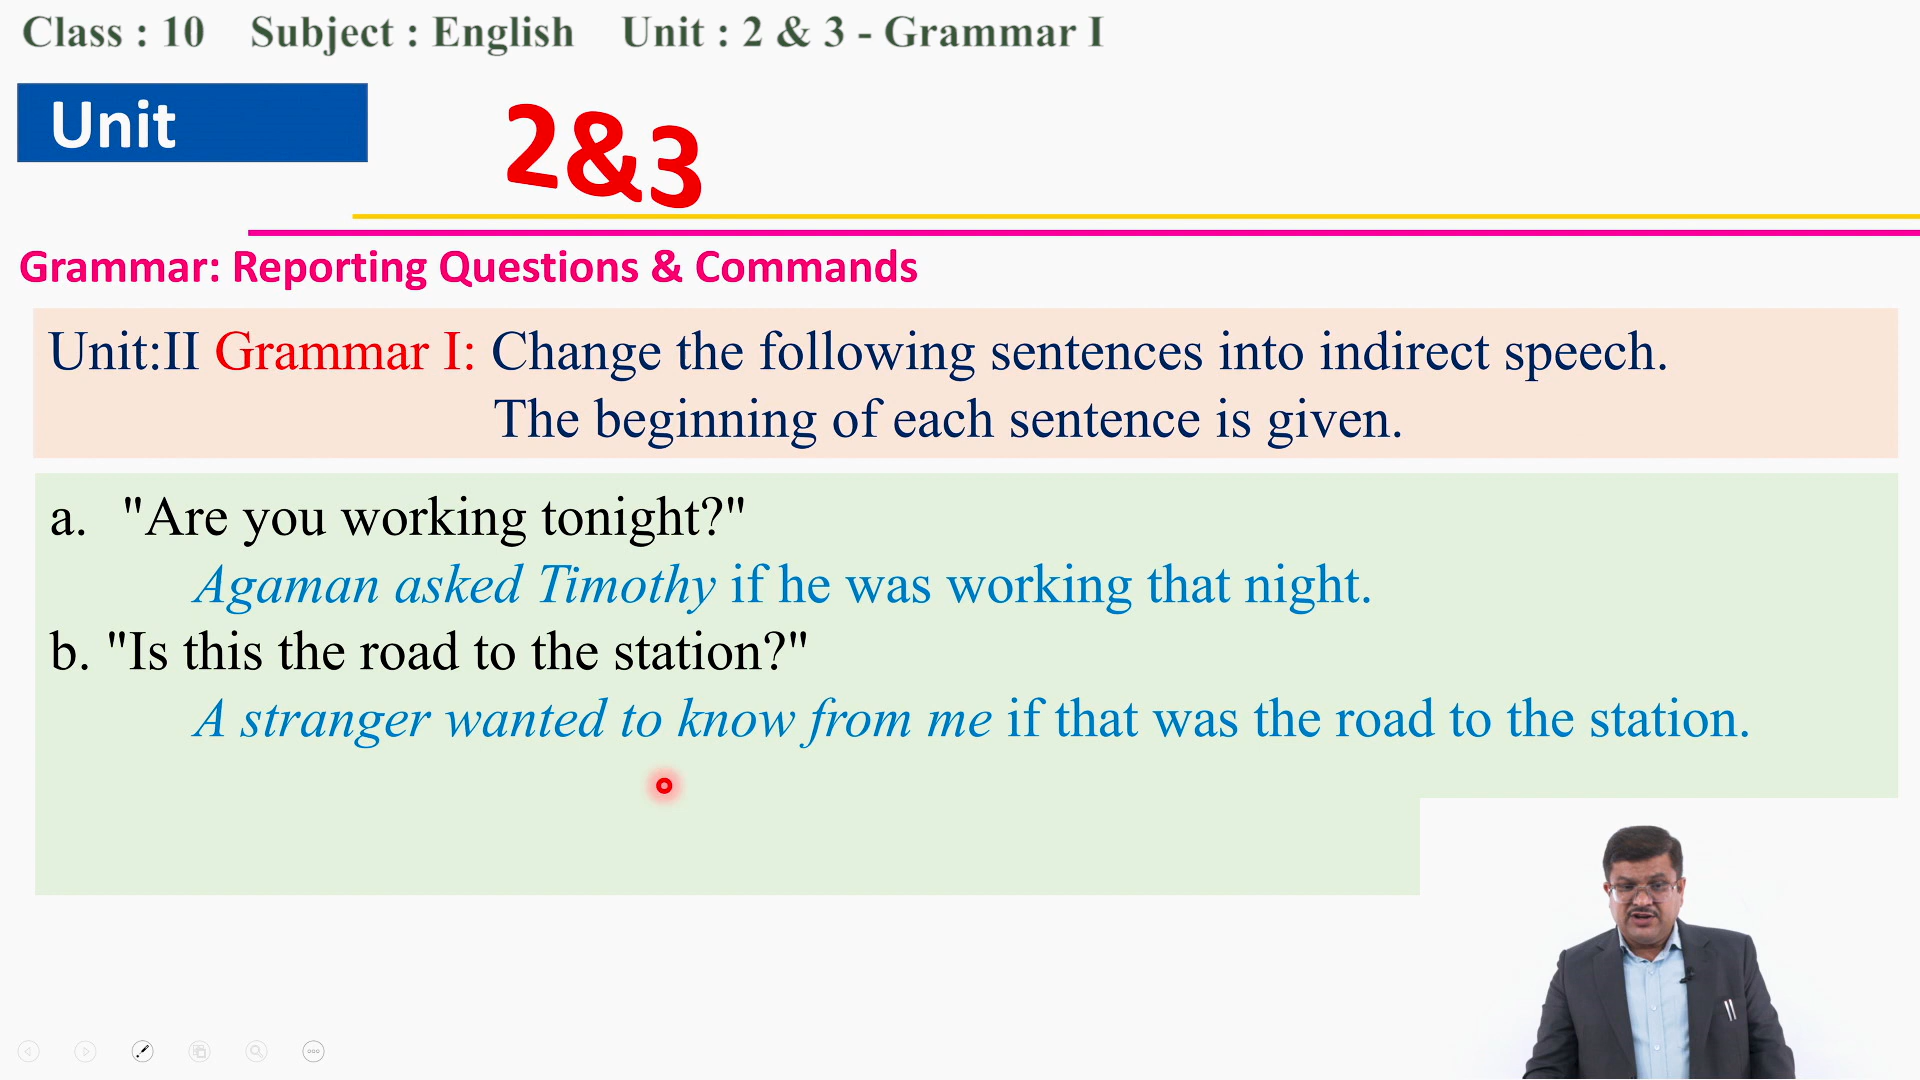 Class : 10 Subject : English Unit : 2 & 3 - Grammar I
Unit
2&3
Grammar: Reporting Questions & Commands
Unit:II Grammar I: Change the following sentences into indirect speech.
The beginning of each sentence is given.
a. "Are you working tonight?"
Agaman asked Timothy if he was working that night.
b. "Is this the road to the station?"
A stranger wanted to know from me if that was the road to the station.